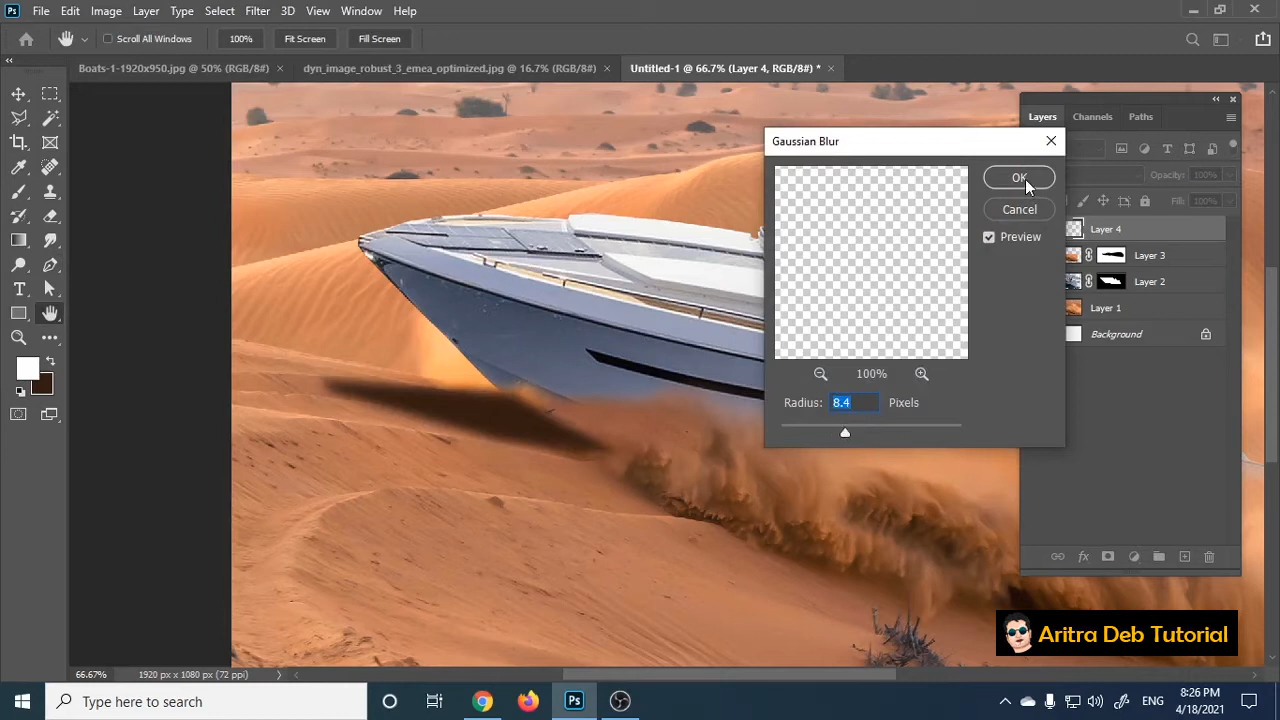 Ps File Edit Image Layer Type Select Filter 3D View Window Help
Scroll All Windows 100% Fit Screen Fill Screen
Boats-1-1920x950.jpg @ 50% (RGB/8#) × dyn_image_robust_3_emea_optimized.jpg @ 16.7% (RGB/8#) × Untitled-1 @ 66.7% (Layer 4, RGB/8#) * ×
Layers Channels Paths
Gaussian Blur
Opacity: 100%
OK
Fill: 100%
Cancel
Layer 4
Preview
Layer 3
Layer 2
Layer 1
Background
100%
Radius: 8.4 Pixels
Aritra Deb Tutorial
66.67% 1920 px x 1080 px (72 ppi)
Type here to search
Ps
ENG
8:26 PM
4/18/2021